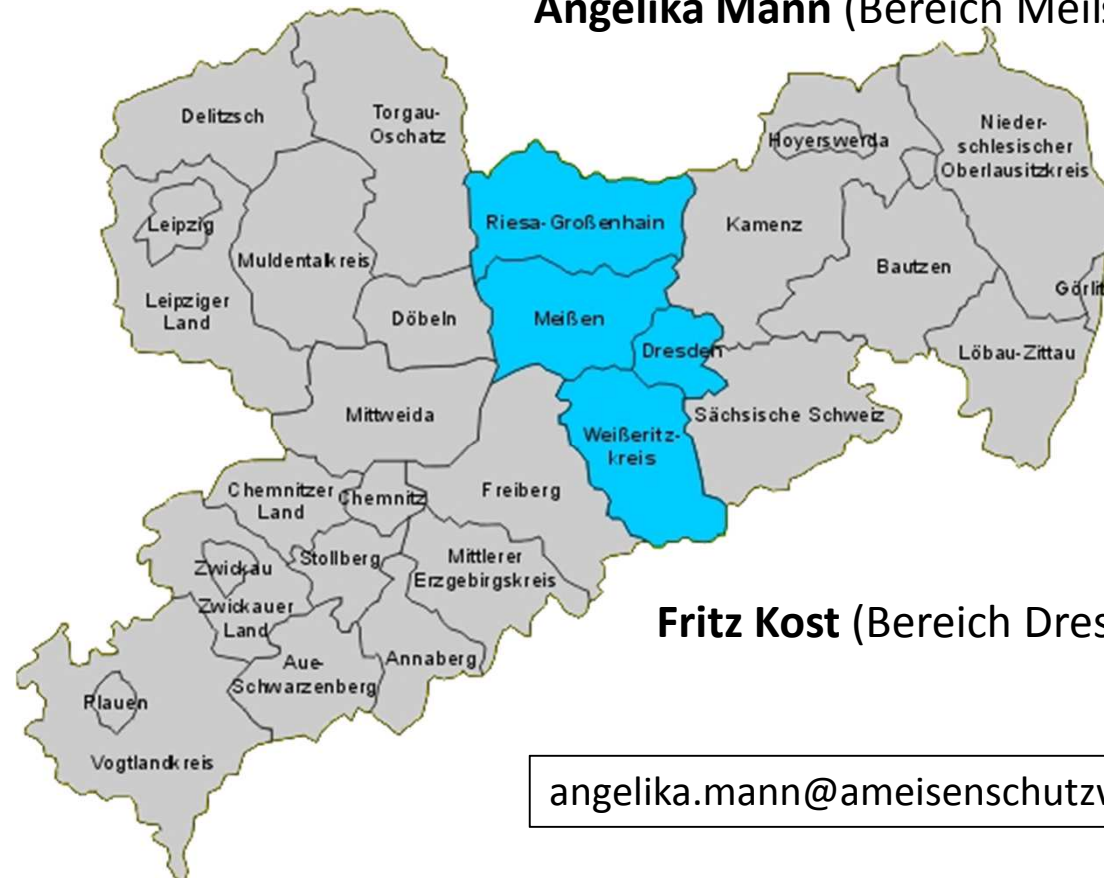 Angelika Mann (Bereich Meiß
Delitzsch
Torgau-
Oschatz
Hoyerswerda
Nieder-
schlesischer
Oberlausitzkreis
Leipzig
Riesa-Großenhain
Kamenz
Muldentalkreis
Bautzen
Görlit
Leipziger
Land
Döbeln
Meißen
Dresden
Löbau-Zittau
Mittweida
Sächsische Schweiz
Weißeritz-
kreis
Chemnitzer
Land
Chemnitz
Freiberg
Stollberg
Mittlerer
Erzgebirgskreis
Zwickau
Zwickauer
Land
Fritz Kost (Bereich Dres
Aue-
Schwarzenberg
Annaberg
Plauen
Vogtlandkreis
angelika.mann@ameisenschutzw